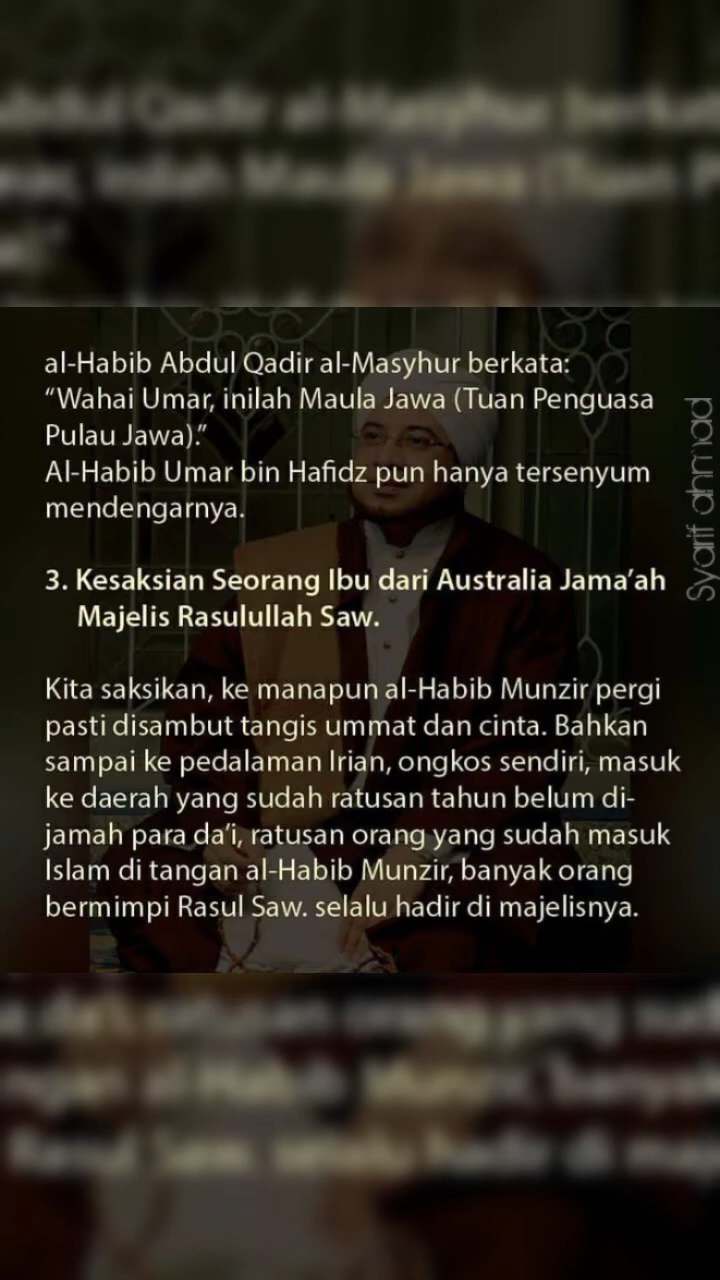 al-Habib Abdul Qadir al-Masyhur berkata:
“Wahai Umar, inilah Maula Jawa (Tuan Penguasa
Pulau Jawa).”
Al-Habib Umar bin Hafidz pun hanya tersenyum
mendengarnya.
3. Kesaksian Seorang Ibu dari Australia Jama’ah
Majelis Rasulullah Saw.
Kita saksikan, ke manapun al-Habib Munzir pergi
pasti disambut tangis ummat dan cinta. Bahkan
sampai ke pedalaman Irian, ongkos sendiri, masuk
ke daerah yang sudah ratusan tahun belum di-
jamah para da’i, ratusan orang yang sudah masuk
Islam di tangan al-Habib Munzir, banyak orang
bermimpi Rasul Saw. selalu hadir di majelisnya.
Syarif ahmad